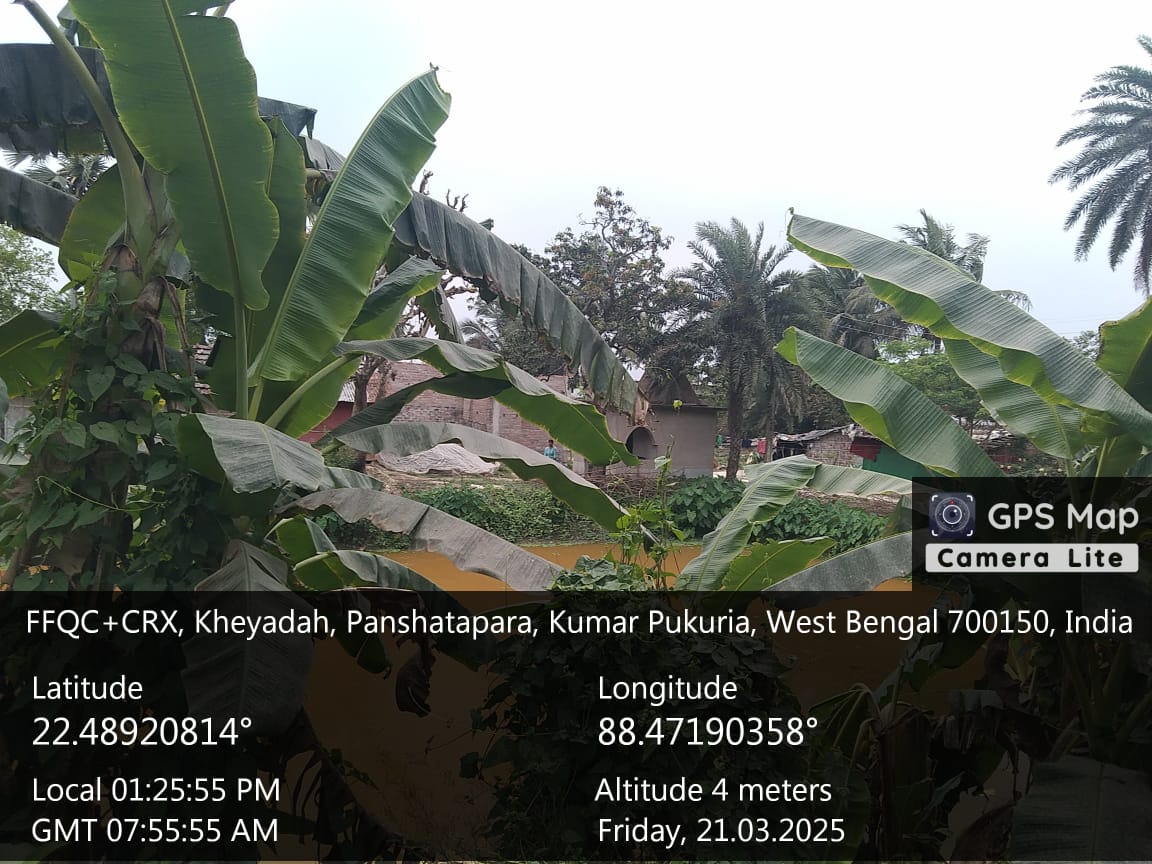 GPS Map
Camera Lite
FFQC+CRX, Kheyadah, Panshatapara, Kumar Pukuria, West Bengal 700150, India
Latitude
22.48920814°
Longitude
88.47190358°
Local 01:25:55 PM
GMT 07:55:55 AM
Altitude 4 meters
Friday, 21.03.2025